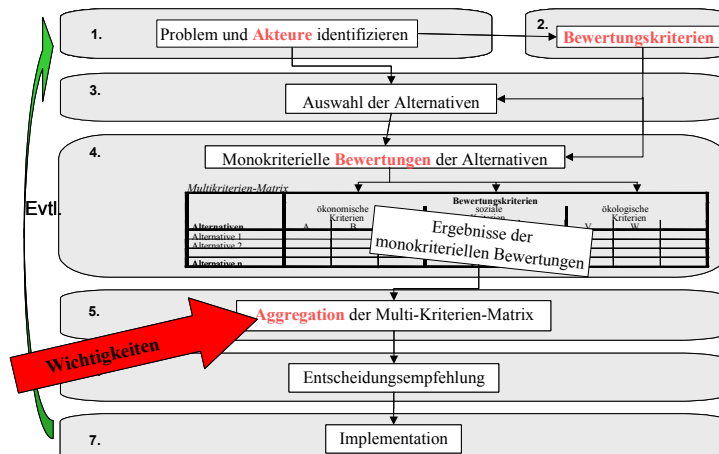 1.
Problem und Akteure identifizieren
2.
Bewertungskriterien
3.
Auswahl der Alternativen
4.
Monokriterielle Bewertungen der Alternativen
Evtl.
Multikriterien-Matrix
Bewertungskriterien
ökonomische Kriterien
soziale
ökologische Kriterien
Alternativen
A
B
V
W
Alternative 1
Alternative 2
Alternative n
Ergebnisse der
monokriteriellen Bewertungen
5.
Aggregation der Multi-Kriterien-Matrix
Wichtigkeiten
Entscheidungsempfehlung
7.
Implementation